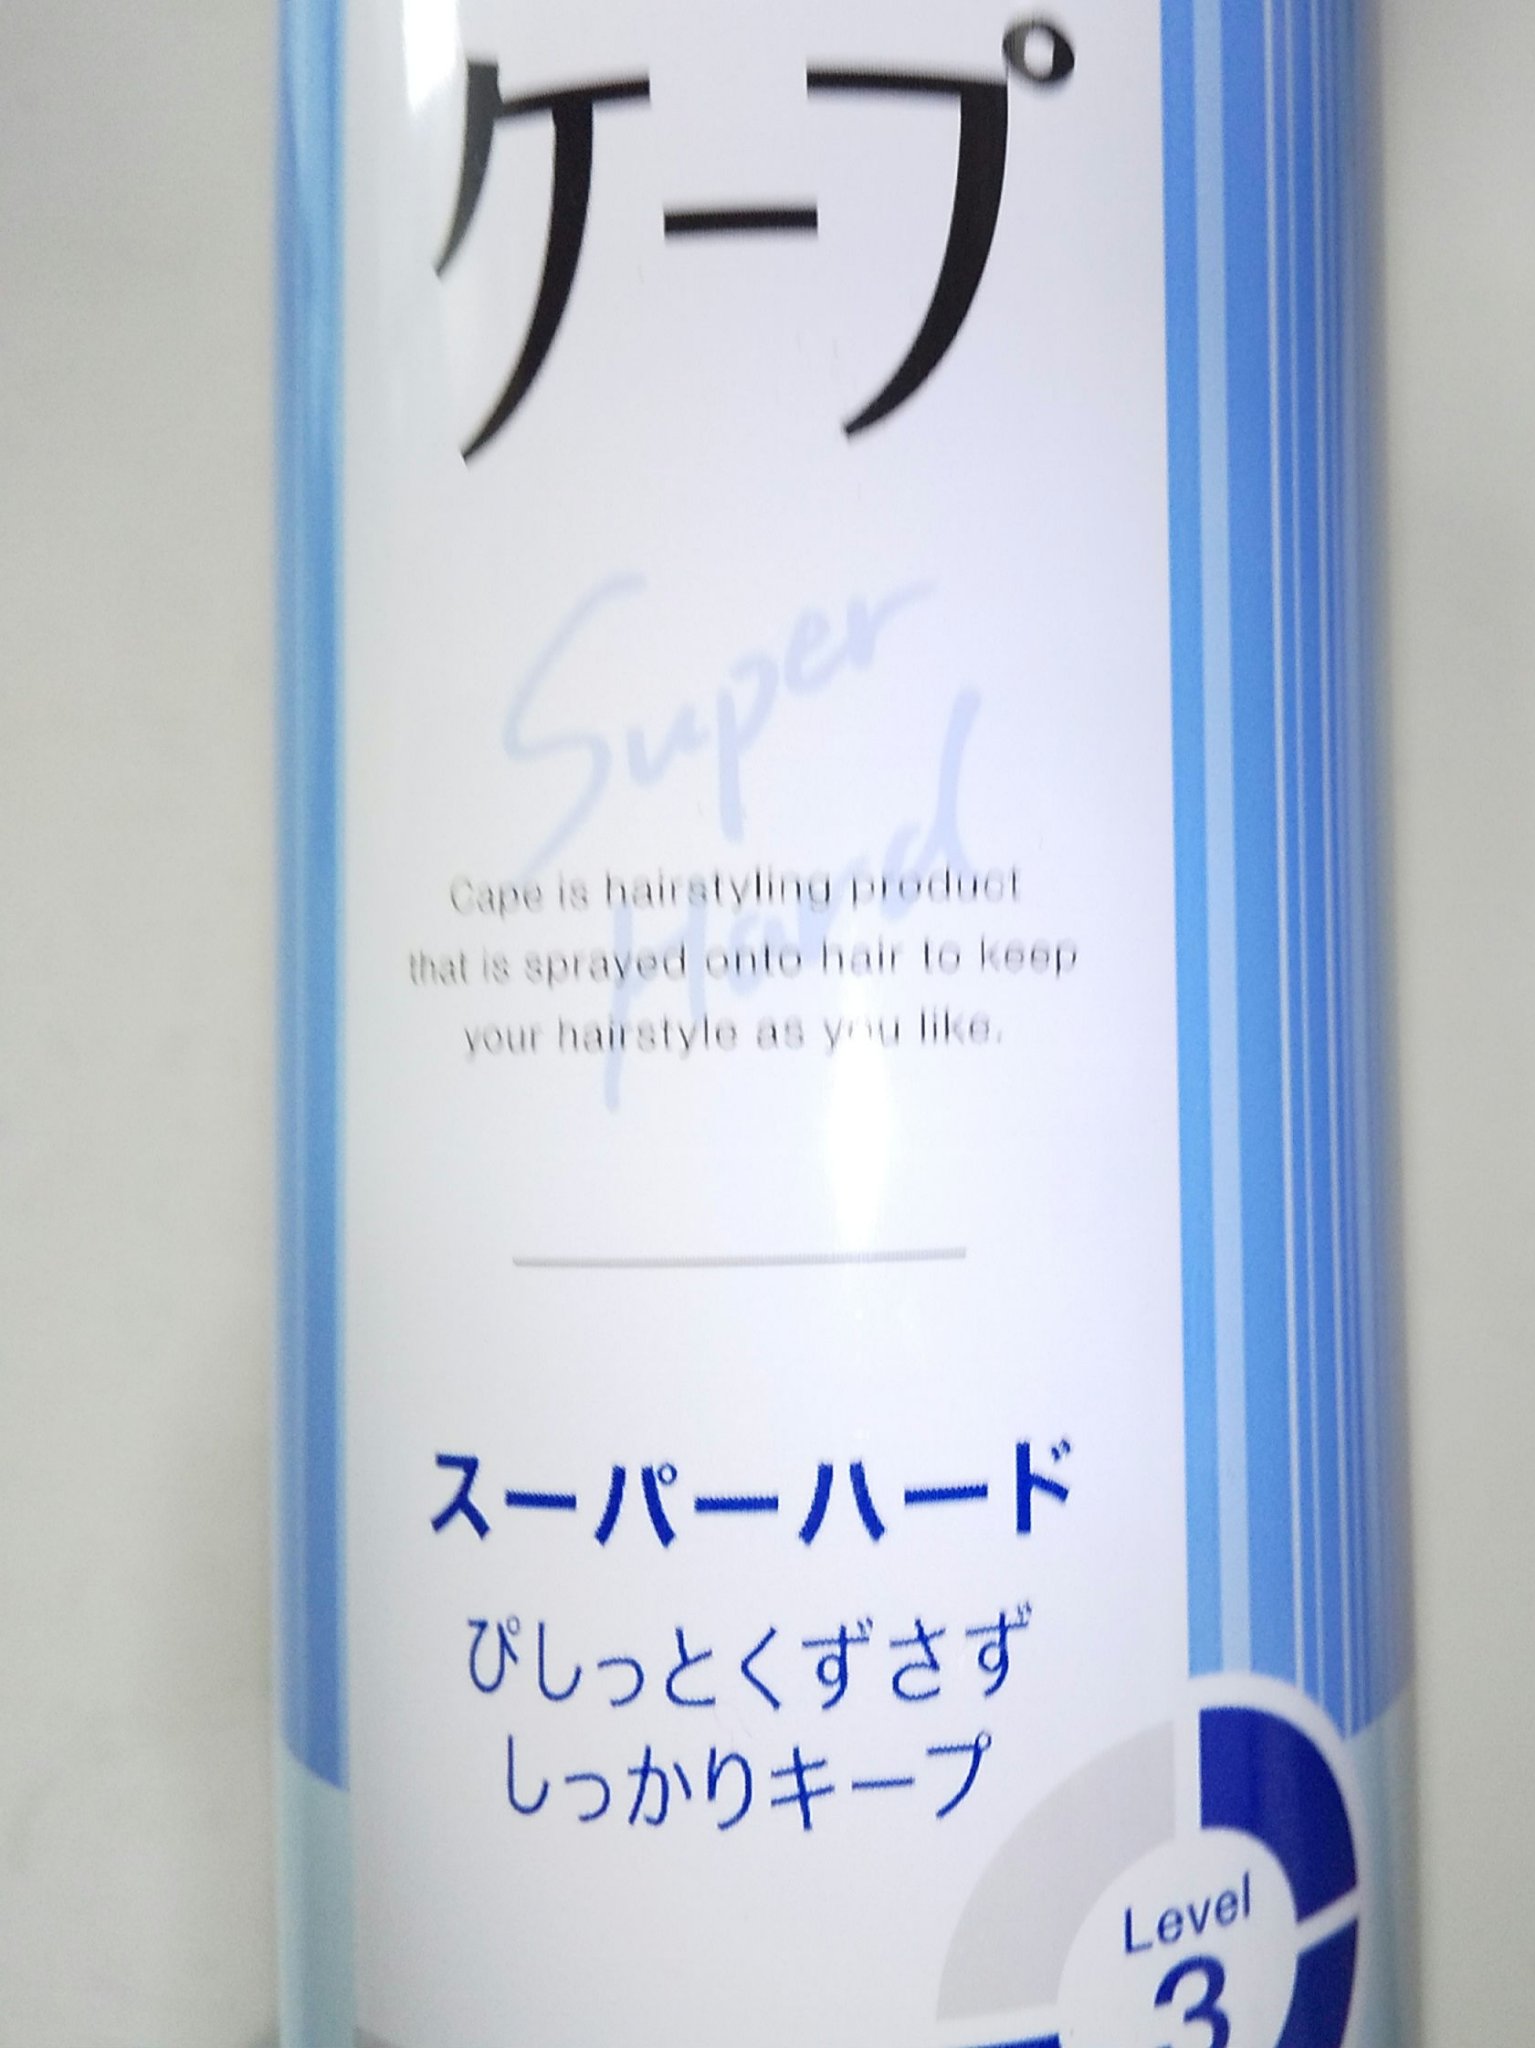 ケープ
Super
Hard
Cape is hairstyling product
that is sprayed onto hair to keep
your hairstyle as you like.
スーパーハード
ぴしっとくずさず
しっかりキープ
Level
3